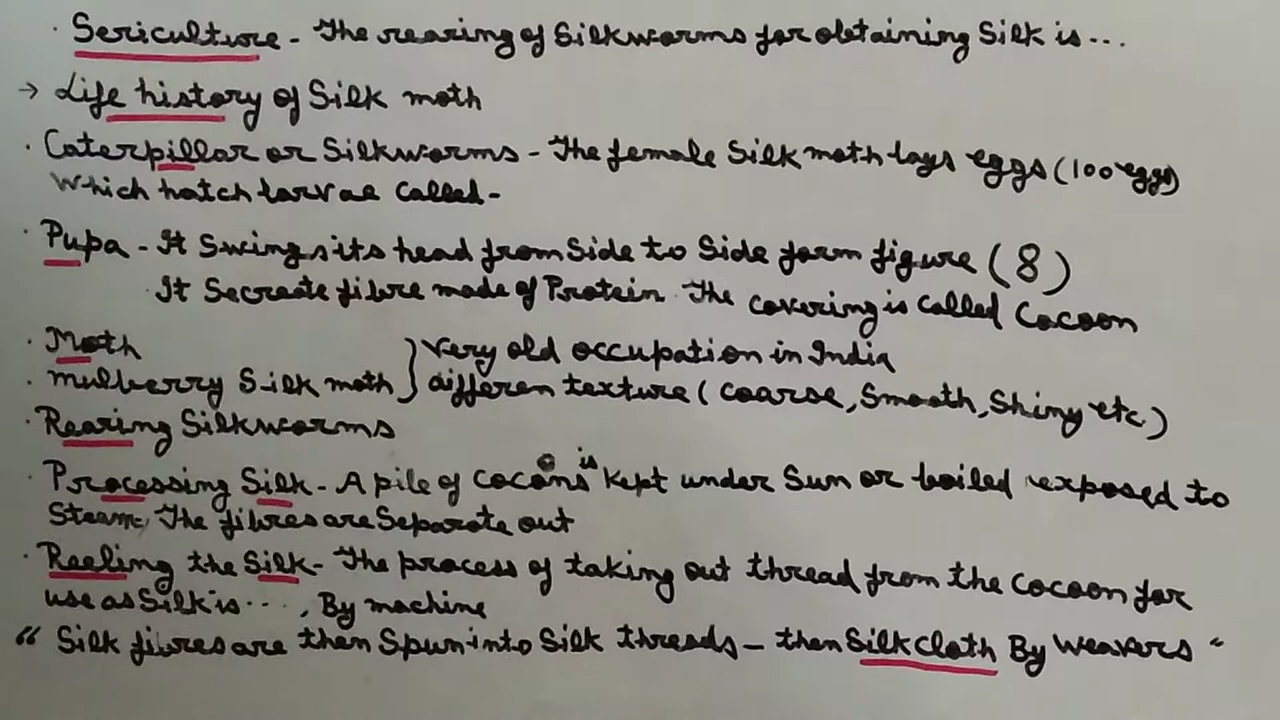 · Sericulture - The rearing of Silkworms for obtaining Silk is...
→ Life history of Silk moth
· Caterpillar or Silkworms - The female Silk moth lays eggs (100 eggs)
Which hatch larvae called -
· Pupa - It Swings its head from Side to Side form figure (8)
It Secreate fibre made of Protein. The covering is called Cocoon
· Moth } Very old occupation in India
· mulberry Silk moth } differen texture (coarse, Smooth, Shiny etc.)
· Rearing Silkworms
· Processing Silk - A pile of Cocoons is kept under Sun or boiled exposed to
Steam, The fibres are Separate out
· Reeling the Silk - The process of taking out thread from the Cocoon for
use as Silk is...., By machine
“ Silk fibres are then Spun into Silk threads - then Silk cloth By Weavers “